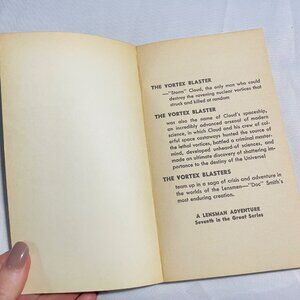 THE VORTEX BLASTER
—"Storm" Cloud, the only man who could
destroy the ravening nuclear vortices that
struck and killed at random
THE VORTEX BLASTER
was also the name of Cloud's spaceship,
an incredibly advanced arsenal of modern
science, in which Cloud and his crew of col-
orful space castaways hunted the source of
the lethal vortices, battled a criminal master-
mind, developed unheard-of sciences, and
made an ultimate discovery of shattering im-
portance to the destiny of the Universe!
THE VORTEX BLASTERS
team up in a saga of crisis and adventure in
the worlds of the Lensmen—"Doc" Smith's
most enduring creation.
A LENSMAN ADVENTURE
Seventh in the Great Series